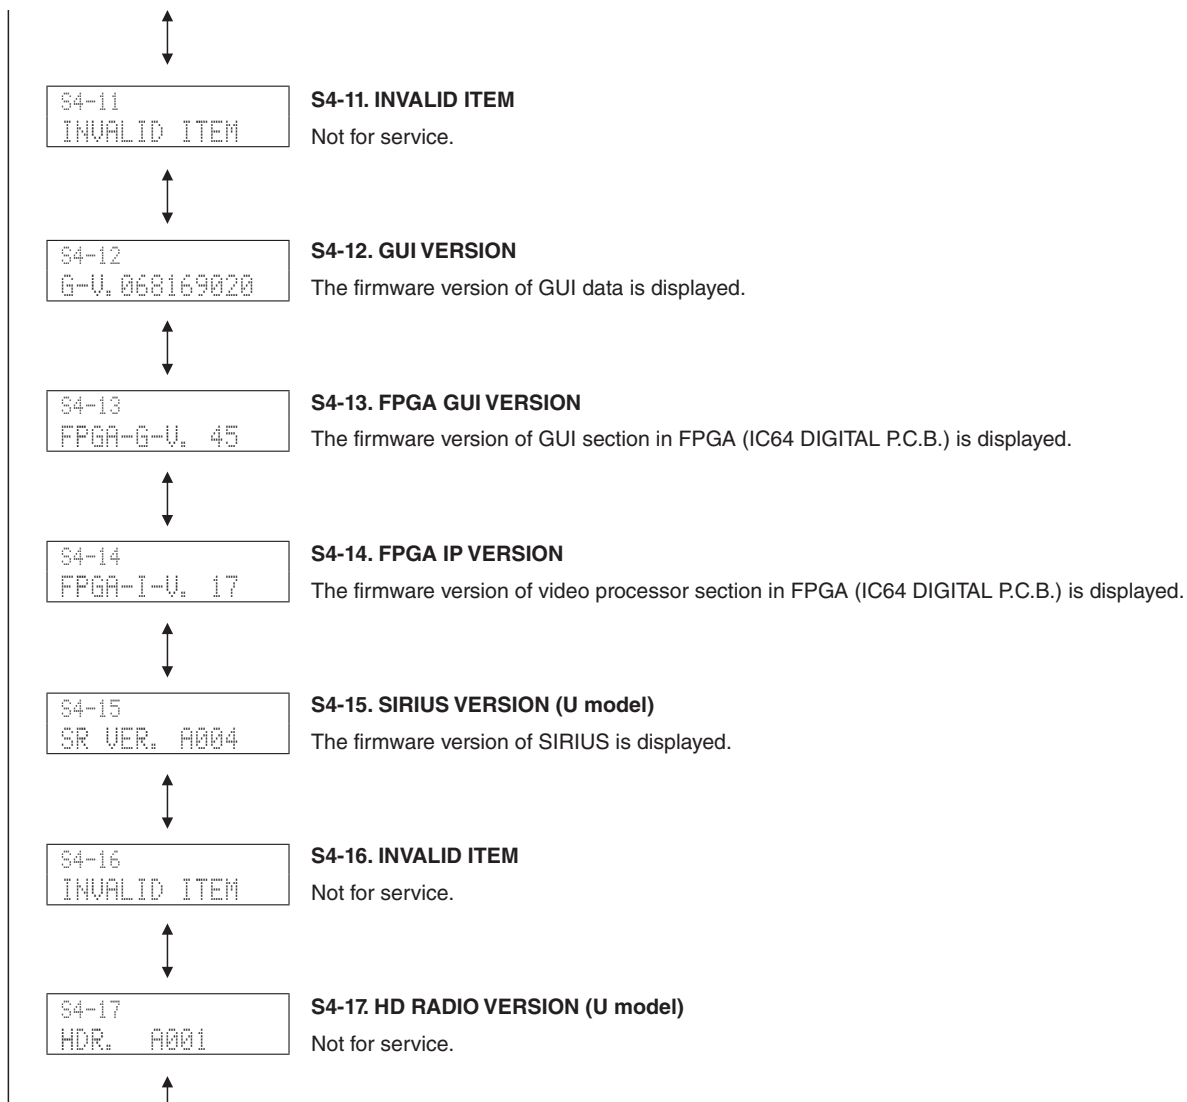 S4-11
INVALID ITEM
S4-11. INVALID ITEM
Not for service.
S4-12
G-V.068169020
S4-12. GUI VERSION
The firmware version of GUI data is displayed.
S4-13
FPGA-G-V. 45
S4-13. FPGA GUI VERSION
The firmware version of GUI section in FPGA (IC64 DIGITAL P.C.B.) is displayed.
S4-14
FPGA-I-V. 17
S4-14. FPGA IP VERSION
The firmware version of video processor section in FPGA (IC64 DIGITAL P.C.B.) is displayed.
S4-15
SR VER. A004
S4-15. SIRIUS VERSION (U model)
The firmware version of SIRIUS is displayed.
S4-16
INVALID ITEM
S4-16. INVALID ITEM
Not for service.
S4-17
HDR. A001
S4-17. HD RADIO VERSION (U model)
Not for service.